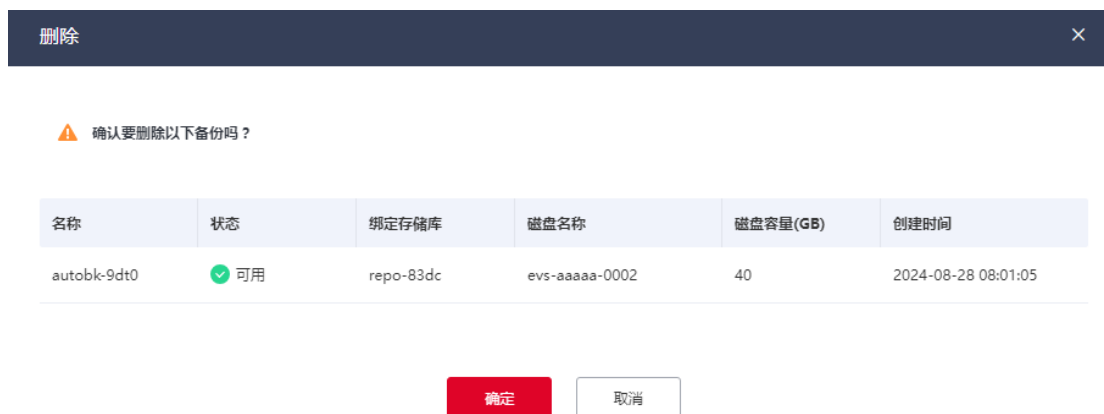 删除
确认要删除以下备份吗？
名称 状态 绑定存储库 磁盘名称 磁盘容量(GB) 创建时间
autobk-9dt0 可用 repo-83dc evs-aaaaa-0002 40 2024-08-28 08:01:05
确定 取消